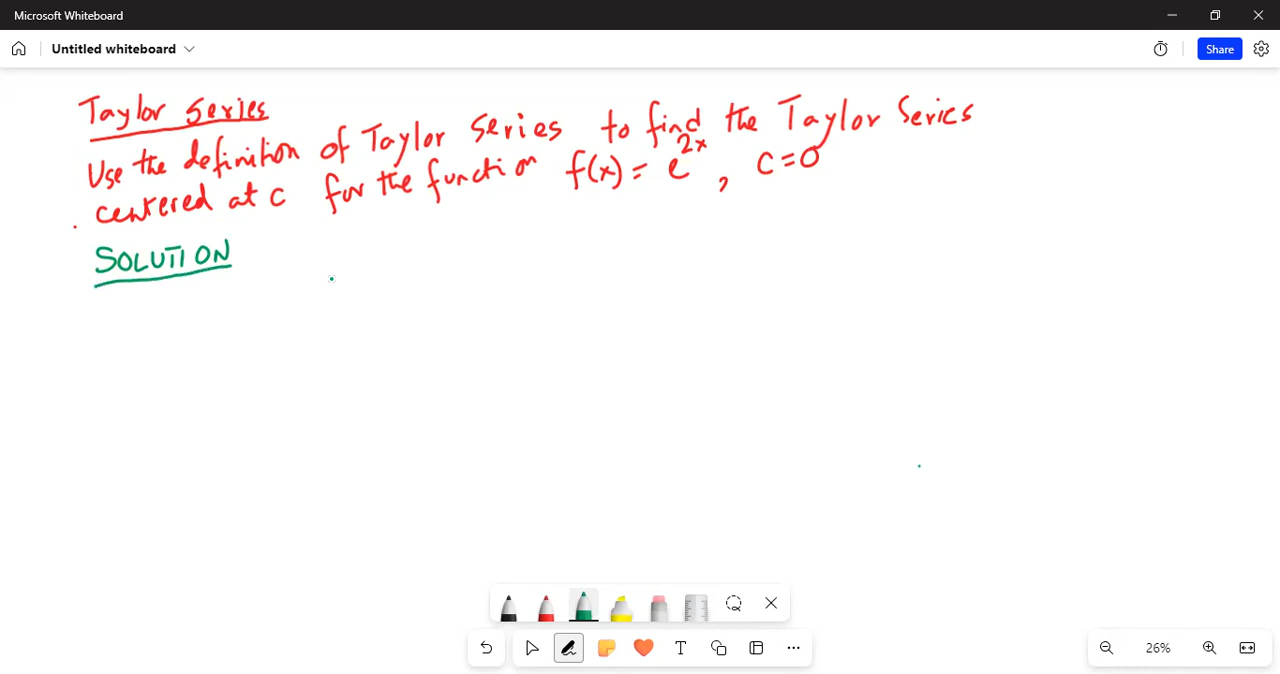 Microsoft Whiteboard
Untitled whiteboard
Share
Taylor Series
Use the definition of Taylor Series to find the Taylor Series
centered at c for the function f(x) = e^{2x}, c=0
SOLUTION
T
26%